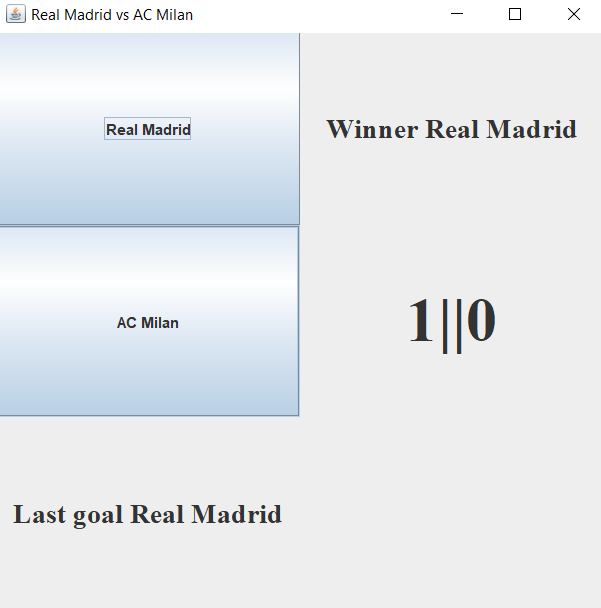 Real Madrid vs AC Milan
Real Madrid
Winner Real Madrid
AC Milan
1||0
Last goal Real Madrid